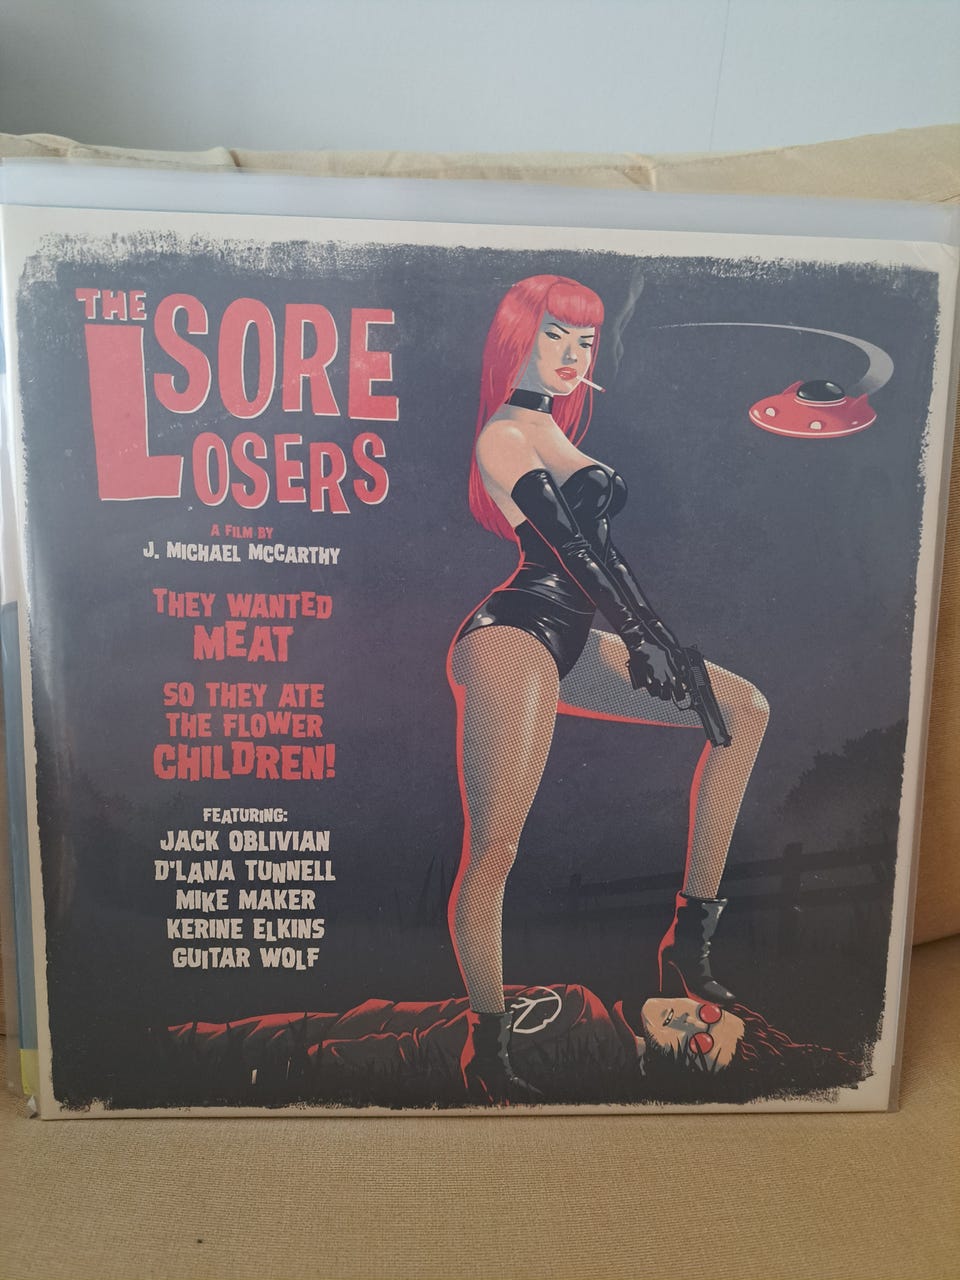 THE
SORE
LOSERS
A FILM BY
J. MICHAEL MCCARTHY
THEY WANTED
MEAT
SO THEY ATE
THE FLOWER
CHILDREN!
FEATURING:
JACK OBLIVIAN
D'LANA TUNNELL
MIKE MAKER
KERINE ELKINS
GUITAR WOLF